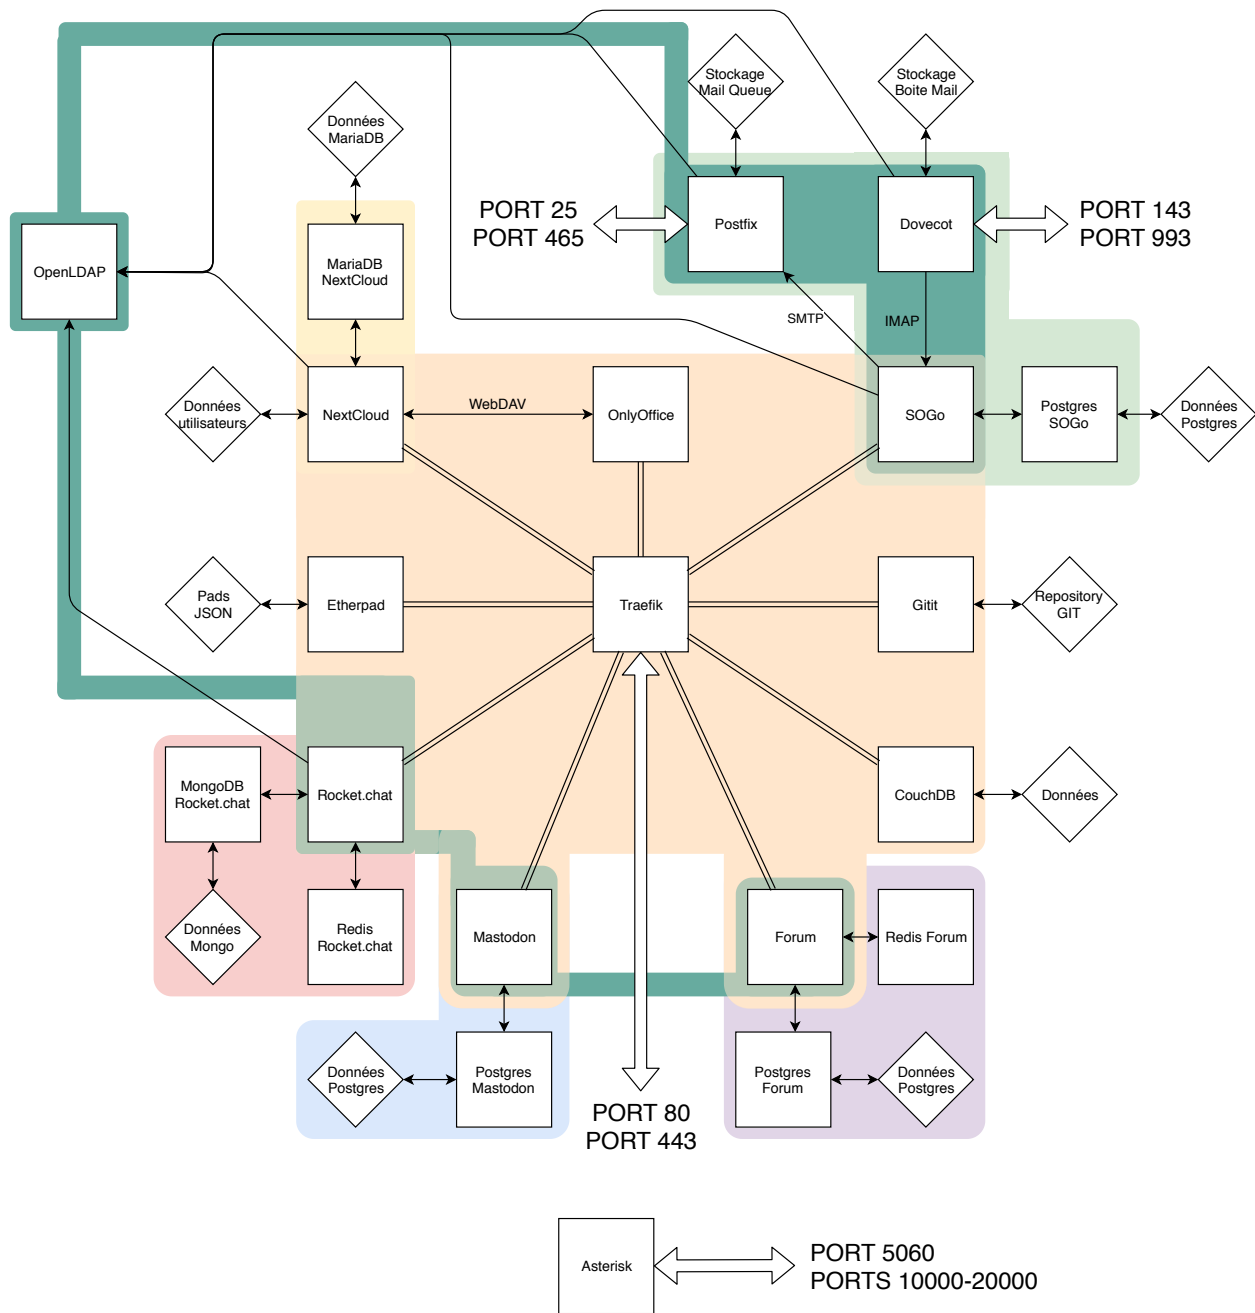 Stockage
Mail Queue
Stockage
Boite Mail
Données
MariaDB
PORT 25
PORT 465
Postfix
Dovecot
PORT 143
PORT 993
OpenLDAP
MariaDB
NextCloud
SMTP
IMAP
Données
utilisateurs
NextCloud
WebDAV
OnlyOffice
SOGo
Postgres
SOGo
Données
Postgres
Pads
JSON
Etherpad
Traefik
Gitit
Repository
GIT
MongoDB
Rocket.chat
Rocket.chat
CouchDB
Données
Données
Mongo
Redis
Rocket.chat
Mastodon
Forum
Redis Forum
Données
Postgres
Postgres
Mastodon
Postgres
Forum
Données
Postgres
PORT 80
PORT 443
Asterisk
PORT 5060
PORTS 10000-20000